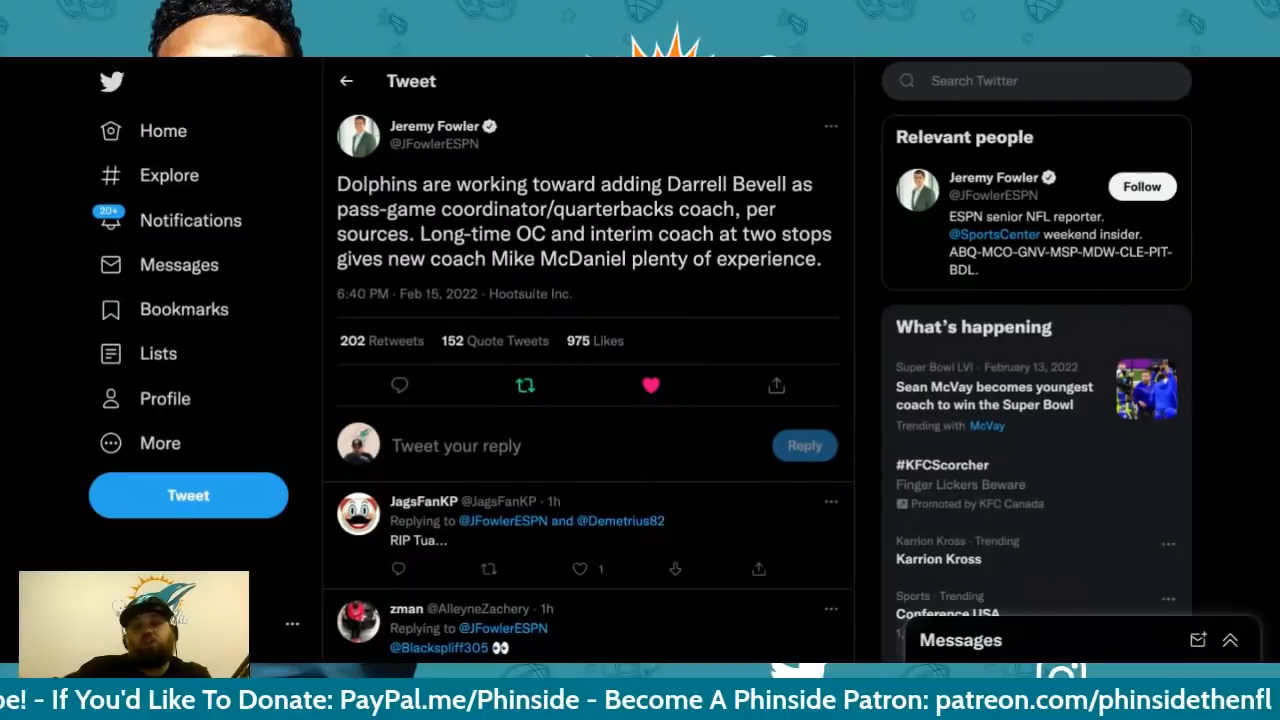 Home
Explore
20+
Notifications
Messages
Bookmarks
Lists
Profile
More
Tweet
Tweet
Jeremy Fowler
@JFowlerESPN
Dolphins are working toward adding Darrell Bevell as
pass-game coordinator/quarterbacks coach, per
sources. Long-time OC and interim coach at two stops
gives new coach Mike McDaniel plenty of experience.
6:40 PM · Feb 15, 2022 · Hootsuite Inc.
202 Retweets 152 Quote Tweets 975 Likes
Tweet your reply
Reply
JagsFanKP @JagsFanKP · 1h
Replying to @JFowlerESPN and @Demetrius82
RIP Tua...
1
zman @AlleyneZachery · 1h
Replying to @JFowlerESPN
@Blackspliff305 👀
Search Twitter
Relevant people
Jeremy Fowler
@JFowlerESPN
Follow
ESPN senior NFL reporter.
@SportsCenter weekend insider.
ABQ-MCO-GNV-MSP-MDW-CLE-PIT-
BDL.
What's happening
Super Bowl LVI · February 13, 2022
Sean McVay becomes youngest
coach to win the Super Bowl
Trending with McVay
#KFCScorcher
Finger Lickers Beware
Promoted by KFC Canada
Karrion Kross · Trending
Karrion Kross
Sports · Trending
Conference USA
Messages
be! - If You'd Like To Donate: PayPal.me/Phinside - Become A Phinside Patron: patreon.com/phinsidethenfl